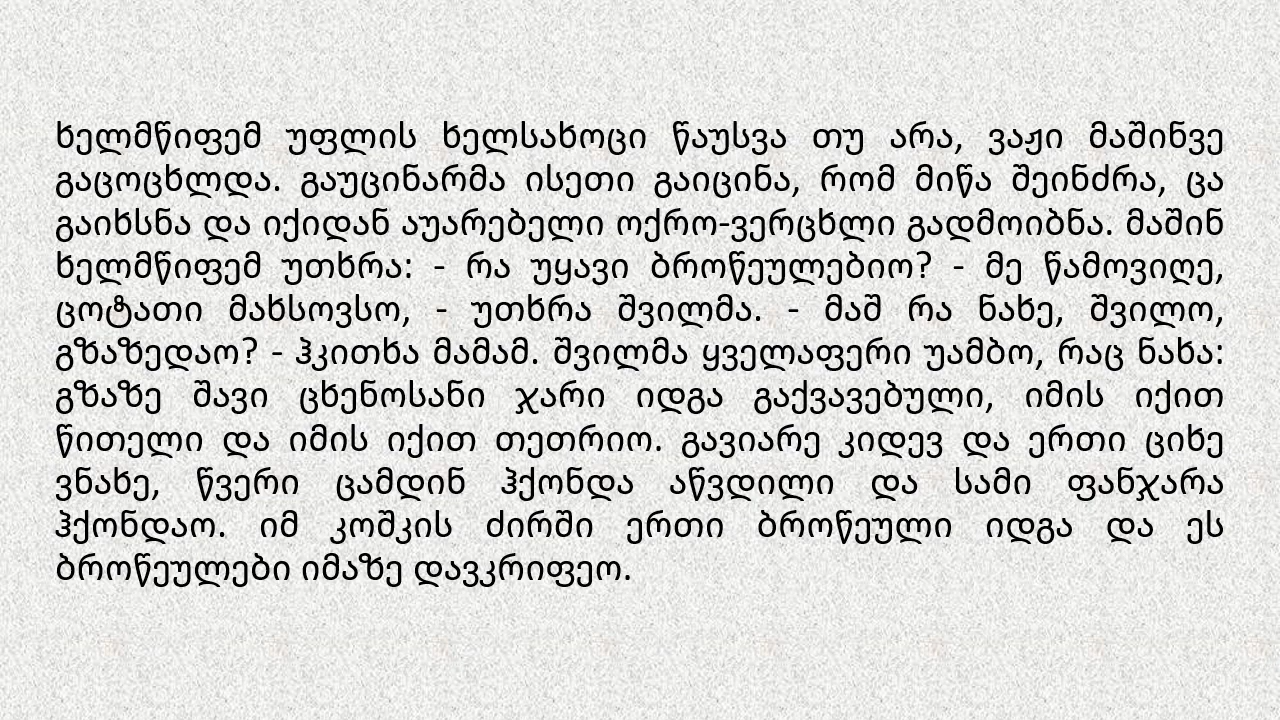 ხელმწიფემ უფლის ხელსახოცი წაუსვა თუ არა, ვაჟი მაშინვე
გაცოცხლდა. გაუცინარმა ისეთი გაიცინა, რომ მიწა შეინძრა, ცა
გაიხსნა და იქიდან აუარებელი ოქრო-ვერცხლი გადმოიბნა. მაშინ
ხელმწიფემ უთხრა: - რა უყავი ბროწეულებიო? - მე წამოვიღე,
ცოტათი მახსოვსო, - უთხრა შვილმა. - მაშ რა ნახე, შვილო,
გზაზედაო? - ჰკითხა მამამ. შვილმა ყველაფერი უამბო, რაც ნახა:
გზაზე შავი ცხენოსანი ჯარი იდგა გაქვავებული, იმის იქით
წითელი და იმის იქით თეთრიო. გავიარე კიდევ და ერთი ციხე
ვნახე, წვერი ცამდინ ჰქონდა აწვდილი და სამი ფანჯარა
ჰქონდაო. იმ კოშკის ძირში ერთი ბროწეული იდგა და ეს
ბროწეულები იმაზე დავკრიფეო.